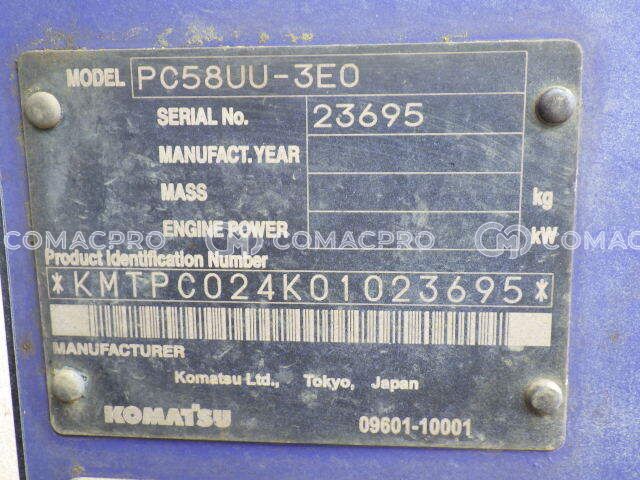 MODEL PC58UU-3E0
SERIAL No. 23695
MANUFACT. YEAR
MASS kg
ENGINE POWER kW
COMACPRO COMACPRO COMACPRO
Product Identification Number
*KMTPC024K01023695*
MANUFACTURER
Komatsu Ltd., Tokyo, Japan
KOMATSU 09601-10001